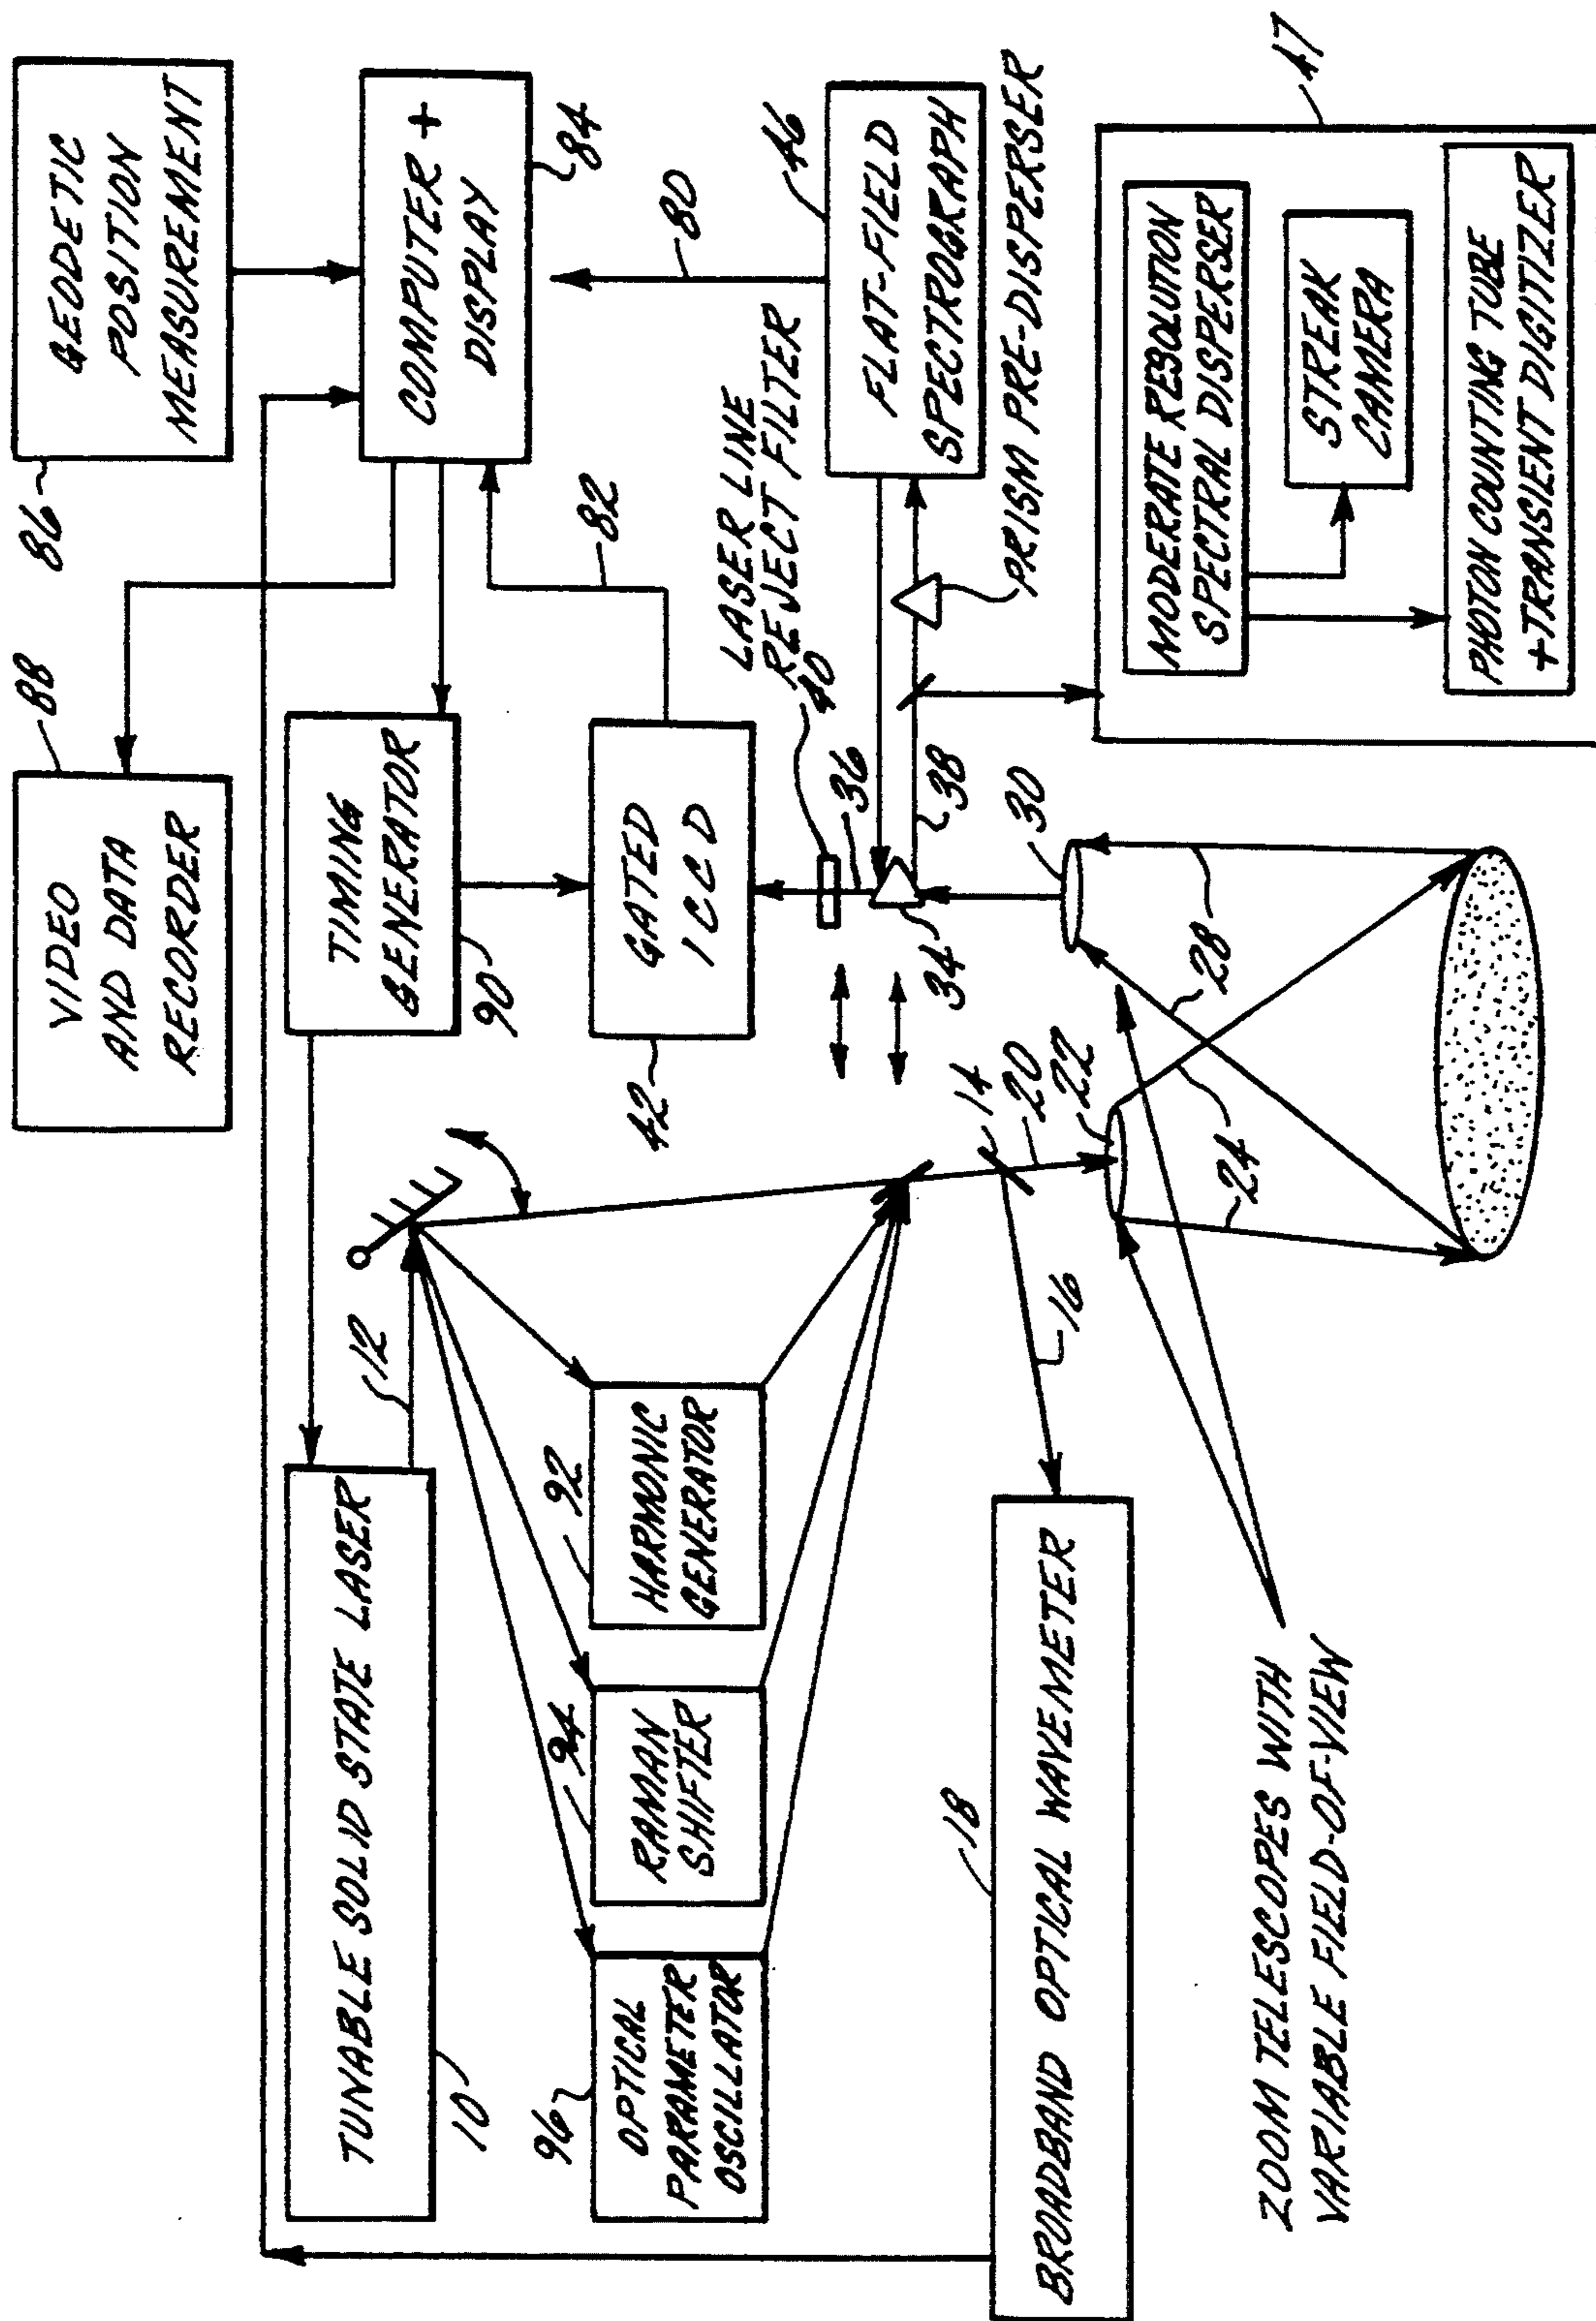 VIDEO
AND DATA
RECORDER
88
86
GEODETIC
POSITION
MEASUREMENT
TUNABLE SOLID STATE LASER
10
12
TIMING
GENERATOR
90
COMPUTER +
DISPLAY
84
96
OPTICAL
PARAMETER
OSCILLATOR
94
RAMAN
SHIFTER
92
HARMONIC
GENERATOR
42
GATED
ICCD
82
80
LASER LINE
REJECT FILTER
40
36
46
FLAT-FIELD
SPECTROGRAPH
34
38
PRISM PRE-DISPERSER
18
BROADBAND OPTICAL WAVEMETER
16
14
20
22
30
24
28
47
MODERATE RESOLUTION
SPECTRAL DISPERSER
STREAK
CAMERA
PHOTON COUNTING TUBE
+TRANSIENT DIGITIZER
ZOOM TELESCOPES WITH
VARIABLE FIELD-OF-VIEW